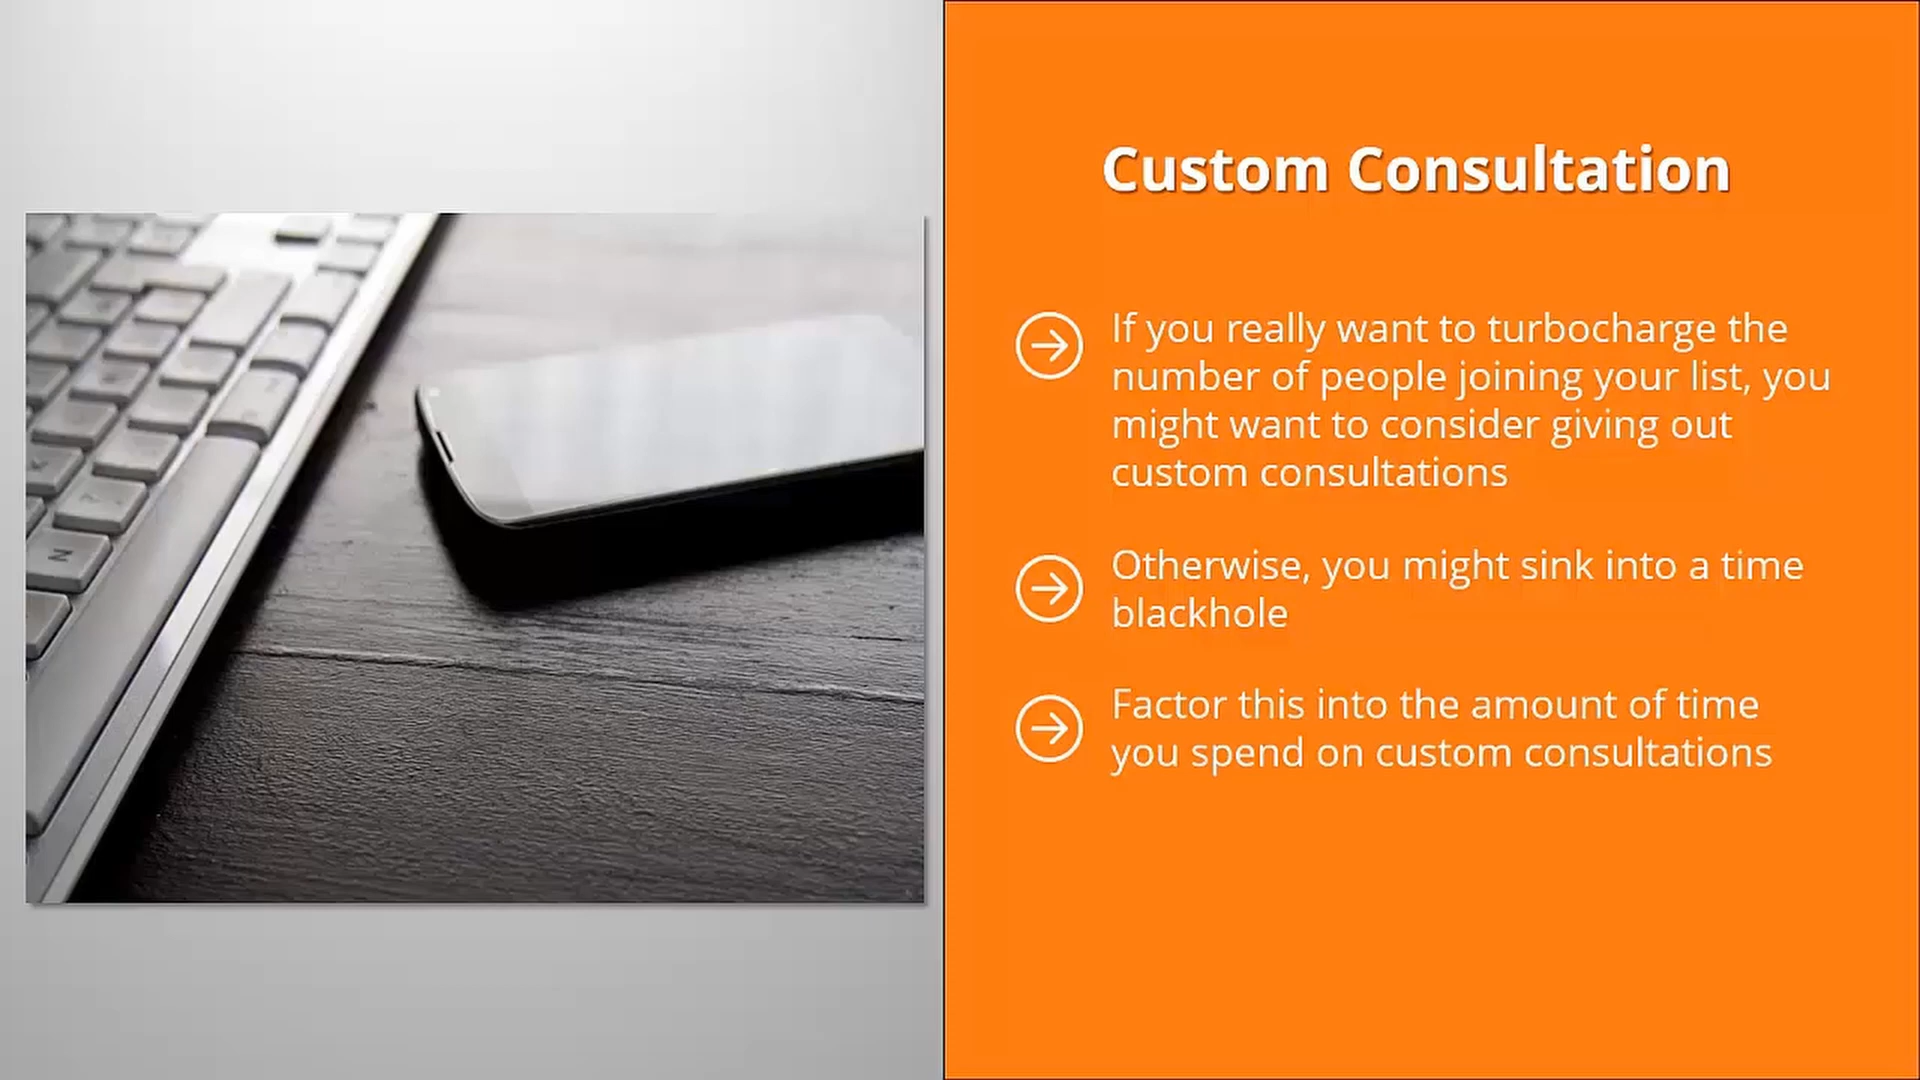 Custom Consultation
If you really want to turbocharge the
number of people joining your list, you
might want to consider giving out
custom consultations
Otherwise, you might sink into a time
blackhole
Factor this into the amount of time
you spend on custom consultations